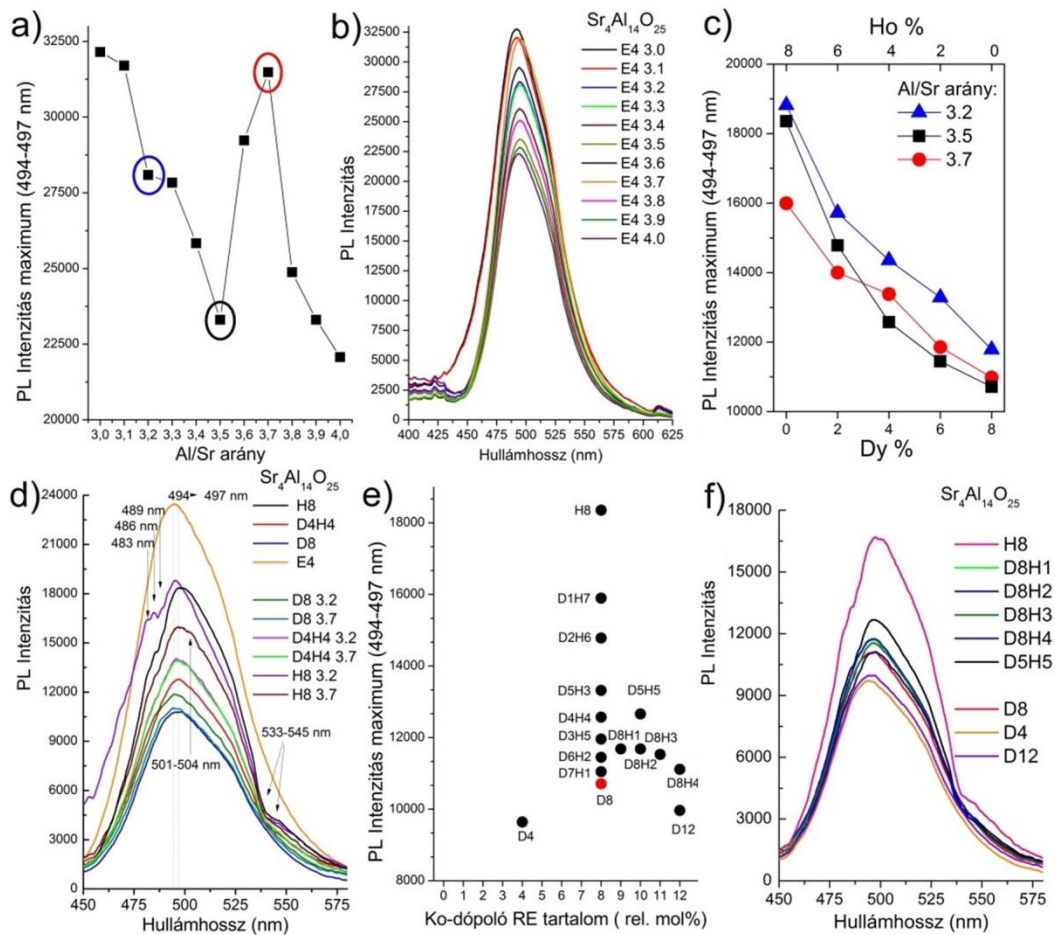 a)
PL Intenzitás maximum (494-497 nm)
32500
30000
27500
25000
22500
20000
3,0 3,1 3,2 3,3 3,4 3,5 3,6 3,7 3,8 3,9 4,0
Al/Sr arány
b)
PL Intenzitás
32500
30000
27500
25000
22500
20000
17500
15000
12500
10000
7500
5000
2500
0
Sr4Al14O25
E4 3.0
E4 3.1
E4 3.2
E4 3.3
E4 3.4
E4 3.5
E4 3.6
E4 3.7
E4 3.8
E4 3.9
E4 4.0
400 425 450 475 500 525 550 575 600 625
Hullámhossz (nm)
c)
Ho %
8 6 4 2 0
PL Intenzitás maximum (494-497 nm)
20000
18000
16000
14000
12000
10000
Al/Sr arány:
3.2
3.5
3.7
0 2 4 6 8
Dy %
d)
PL Intenzitás
24000
21000
18000
15000
12000
9000
6000
3000
0
494 497 nm
489 nm
486 nm
483 nm
Sr4Al14O25
H8
D4H4
D8
E4
D8 3.2
D8 3.7
D4H4 3.2
D4H4 3.7
H8 3.2
H8 3.7
533-545 nm
501-504 nm
450 475 500 525 550 575
Hullámhossz (nm)
e)
PL Intenzitás maximum (494-497 nm)
18000
16000
14000
12000
10000
8000
H8
D1H7
D2H6
D5H3
D5H5
D4H4
D3H5
D8H1
D8H3
D6H2
D8H2
D7H1
D8H4
D8
D4
D12
0 1 2 3 4 5 6 7 8 9 10 11 12
Ko-dópoló RE tartalom ( rel. mol%)
f)
PL Intenzitás
18000
15000
12000
9000
6000
3000
0
Sr4Al14O25
H8
D8H1
D8H2
D8H3
D8H4
D5H5
D8
D4
D12
450 475 500 525 550 575
Hullámhossz (nm)